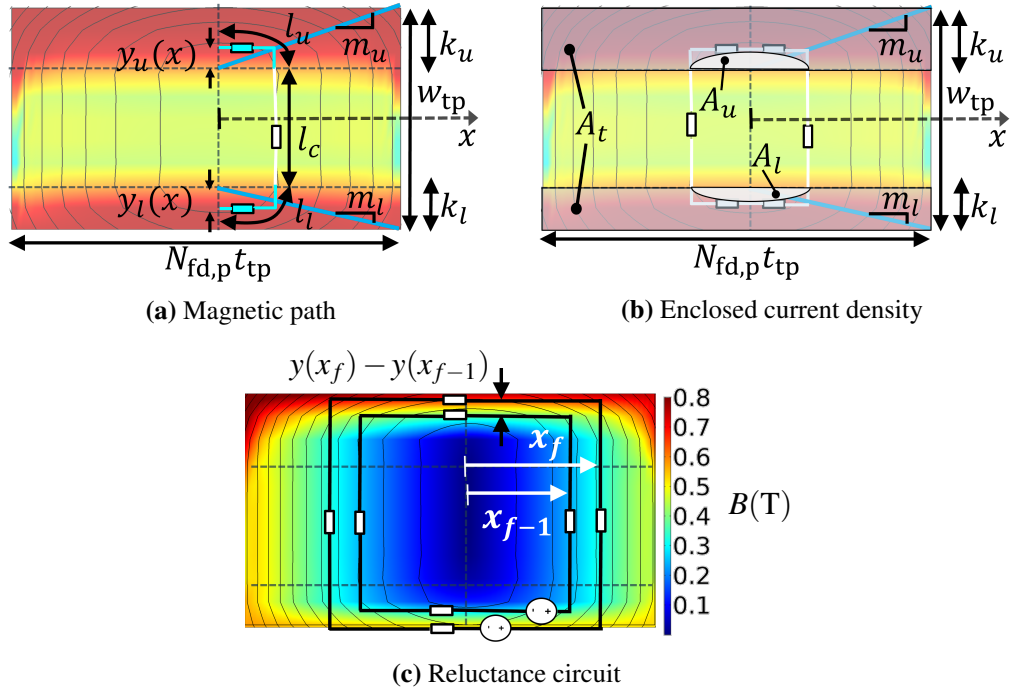 y_u(x) l_u m_u k_u
w_tp
l_c x
y_l(x) l_l m_l k_l
N_fd,p t_tp
(a) Magnetic path
m_u k_u
A_u
w_tp
A_t x
A_l
m_l k_l
N_fd,p t_tp
(b) Enclosed current density
y(x_f) − y(x_{f−1})
x_f
x_{f−1}
- +
- +
0.8
0.7
0.6
0.5
0.4
0.3
0.2
0.1
B(T)
(c) Reluctance circuit